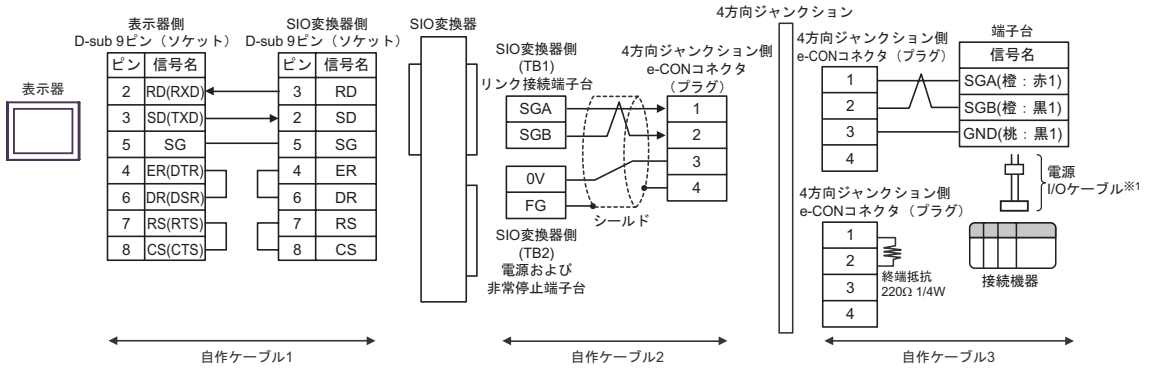 表示器
表示器側
D-sub 9ピン（ソケット）
ピン 信号名
2 RD(RXD)
3 SD(TXD)
5 SG
4 ER(DTR)
6 DR(DSR)
7 RS(RTS)
8 CS(CTS)
SIO変換器側
D-sub 9ピン（ソケット）
ピン 信号名
3 RD
2 SD
5 SG
4 ER
6 DR
7 RS
8 CS
自作ケーブル1
SIO変換器
SIO変換器側
(TB1)
リンク接続端子台
SGA
SGB
0V
FG
SIO変換器側
(TB2)
電源および
非常停止端子台
シールド
4方向ジャンクション側
e-CONコネクタ
（プラグ）
1
2
3
4
自作ケーブル2
4方向ジャンクション
4方向ジャンクション側
e-CONコネクタ（プラグ）
1
2
3
4
端子台
信号名
SGA(橙：赤1)
SGB(橙：黒1)
GND(桃：黒1)
電源
I/Oケーブル※1
接続機器
4方向ジャンクション側
e-CONコネクタ（プラグ）
1
2
3
4
終端抵抗
220Ω 1/4W
自作ケーブル3